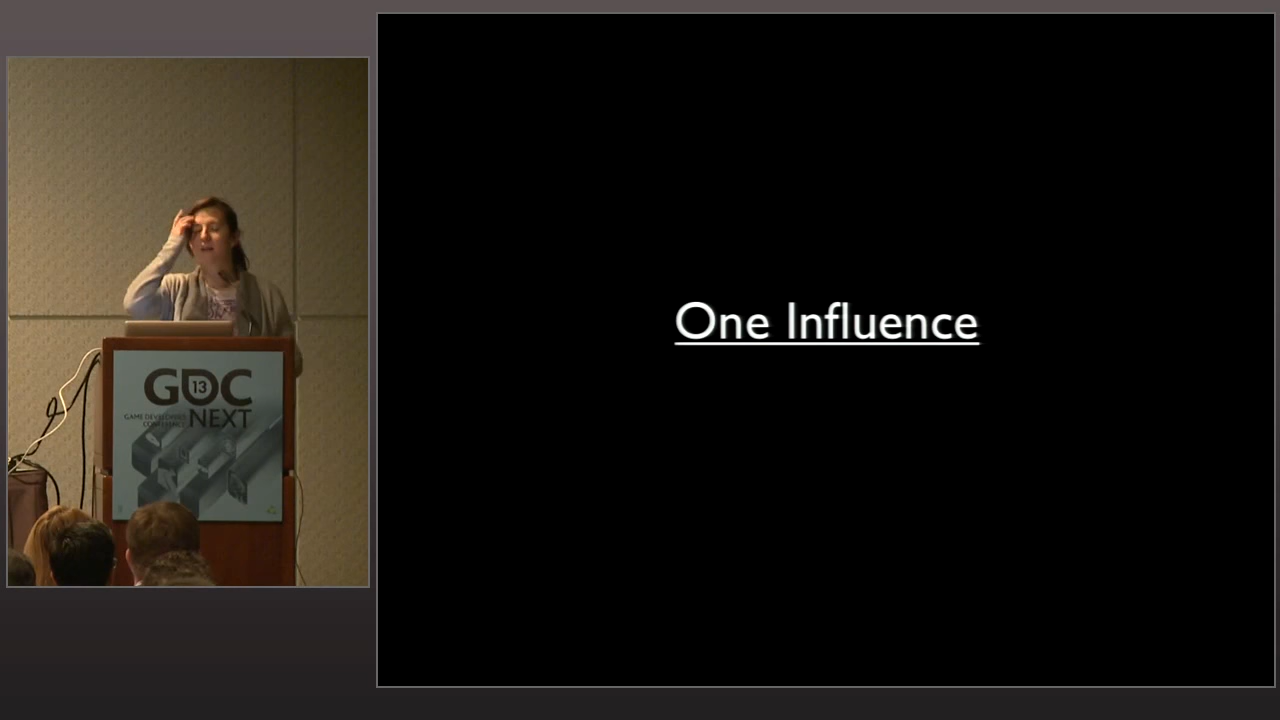 One Influence
GDC
13
GAME DEVELOPERS
CONFERENCE
NEXT